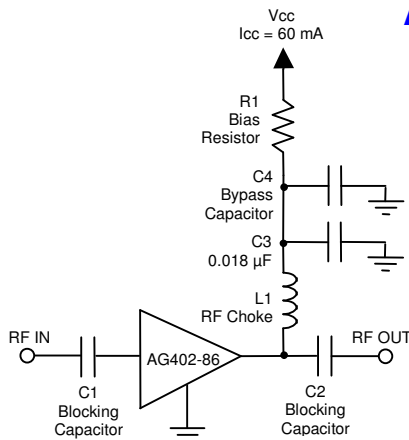 Vcc
Icc = 60 mA
R1
Bias
Resistor
C4
Bypass
Capacitor
C3
0.018 µF
L1
RF Choke
RF IN
AG402-86
RF OUT
C1
Blocking
Capacitor
C2
Blocking
Capacitor